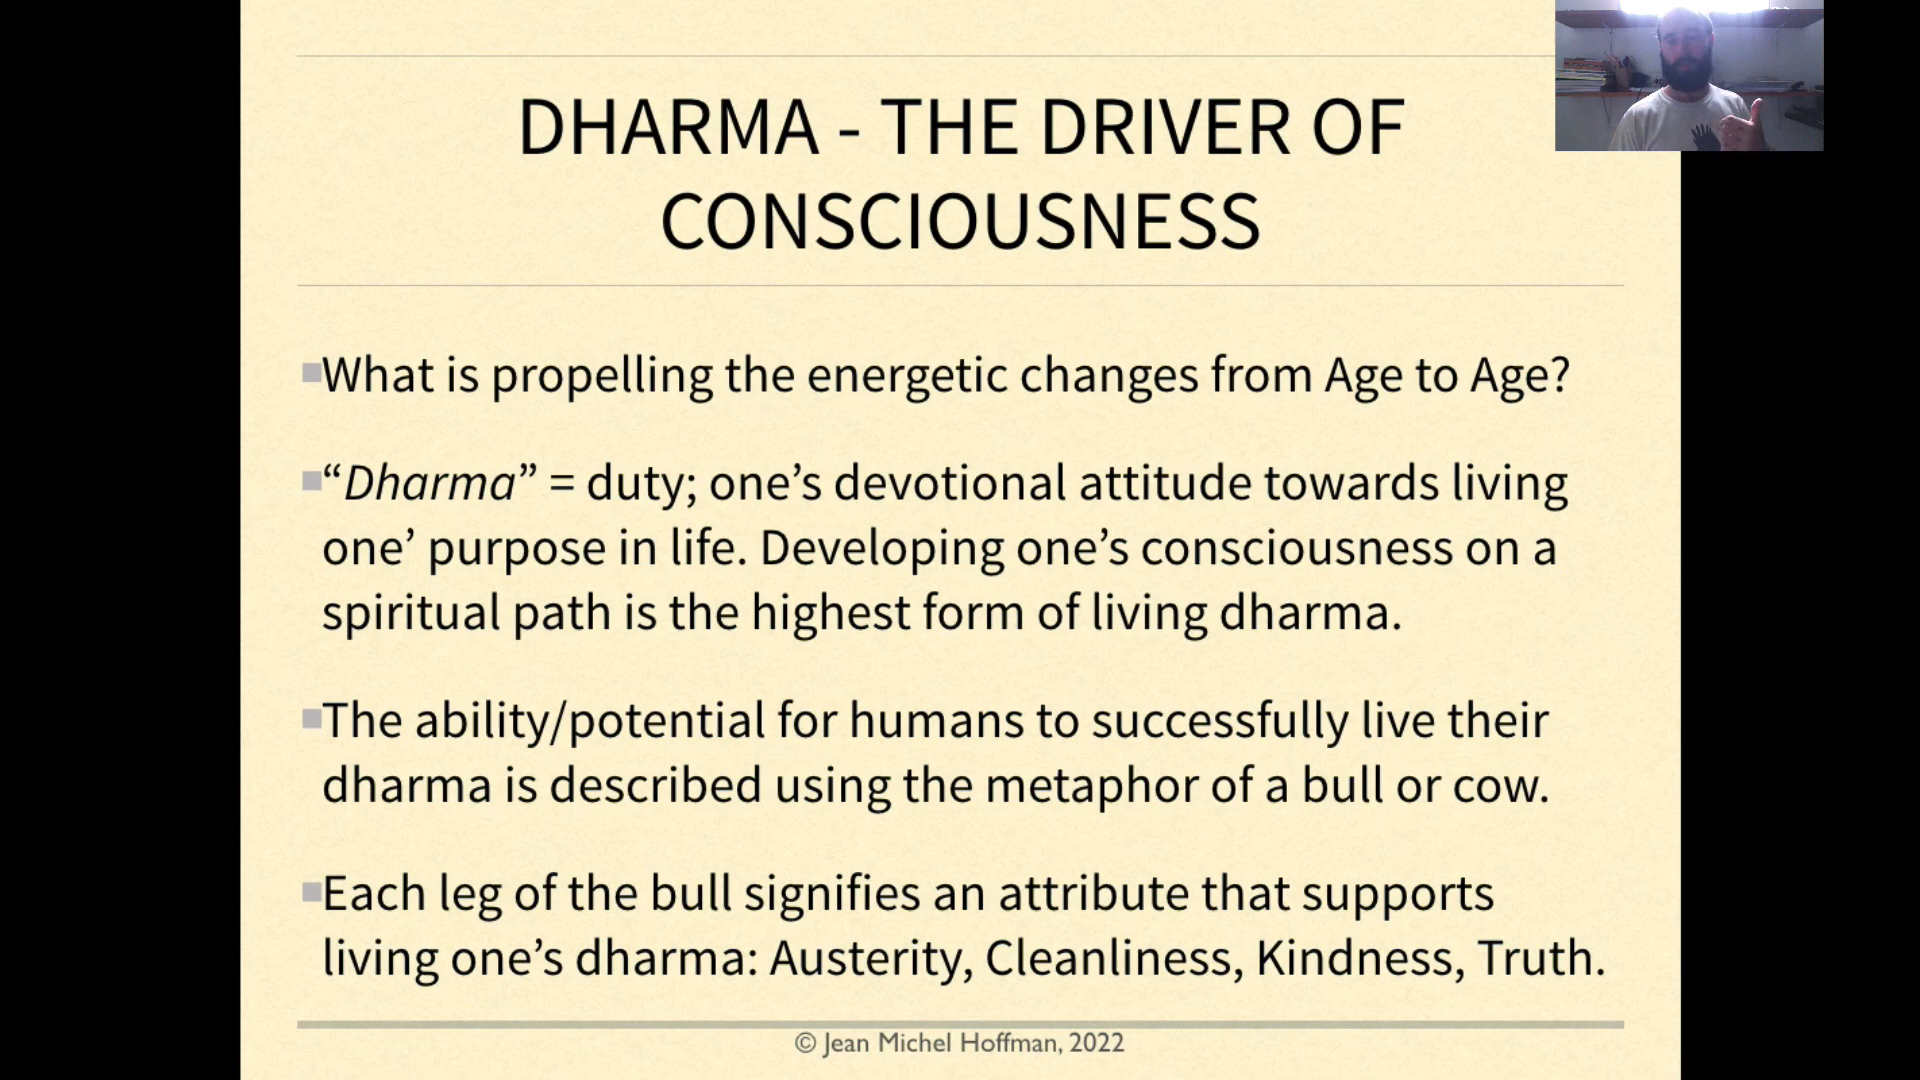 DHARMA - THE DRIVER OF
CONSCIOUSNESS
What is propelling the energetic changes from Age to Age?
“Dharma” = duty; one’s devotional attitude towards living
one’ purpose in life. Developing one’s consciousness on a
spiritual path is the highest form of living dharma.
The ability/potential for humans to successfully live their
dharma is described using the metaphor of a bull or cow.
Each leg of the bull signifies an attribute that supports
living one’s dharma: Austerity, Cleanliness, Kindness, Truth.
© Jean Michel Hoffman, 2022